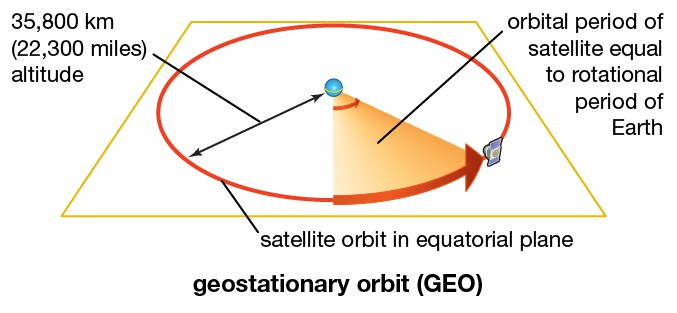 35,800 km
(22,300 miles)
altitude
orbital period of
satellite equal
to rotational
period of
Earth
satellite orbit in equatorial plane
geostationary orbit (GEO)